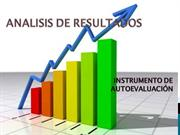 ANALISIS DE RESULTADOS
INSTRUMENTO DE
AUTOEVALUACIÓN